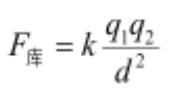 F库 = k q₁q₂ / d²